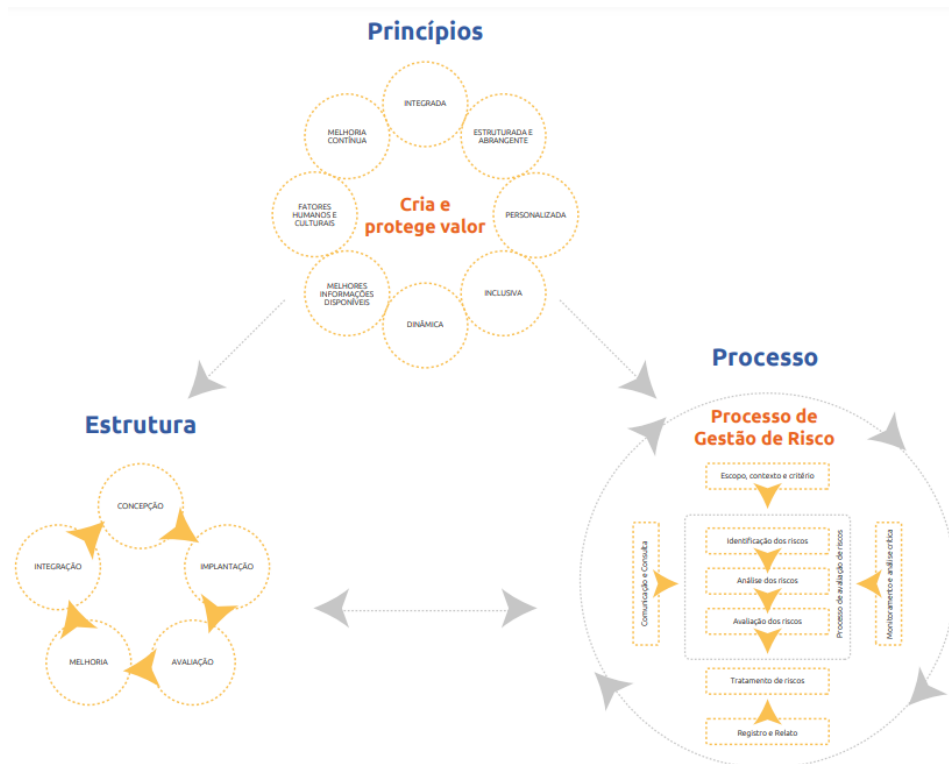 Princípios
INTEGRADA
ESTRUTURADA E
ABRANGENTE
PERSONALIZADA
INCLUSIVA
DINÂMICA
MELHORES
INFORMAÇÕES
DISPONÍVEIS
FATORES
HUMANOS E
CULTURAIS
MELHORIA
CONTÍNUA
Cria e
protege valor
Estrutura
CONCEPÇÃO
IMPLANTAÇÃO
AVALIAÇÃO
MELHORIA
INTEGRAÇÃO
Processo
Processo de
Gestão de Risco
Escopo, contexto e critério
Identificação dos riscos
Análise dos riscos
Avaliação dos riscos
Processo de avaliação de riscos
Comunicação e Consulta
Monitoramento e análise crítica
Tratamento de riscos
Registro e Relato